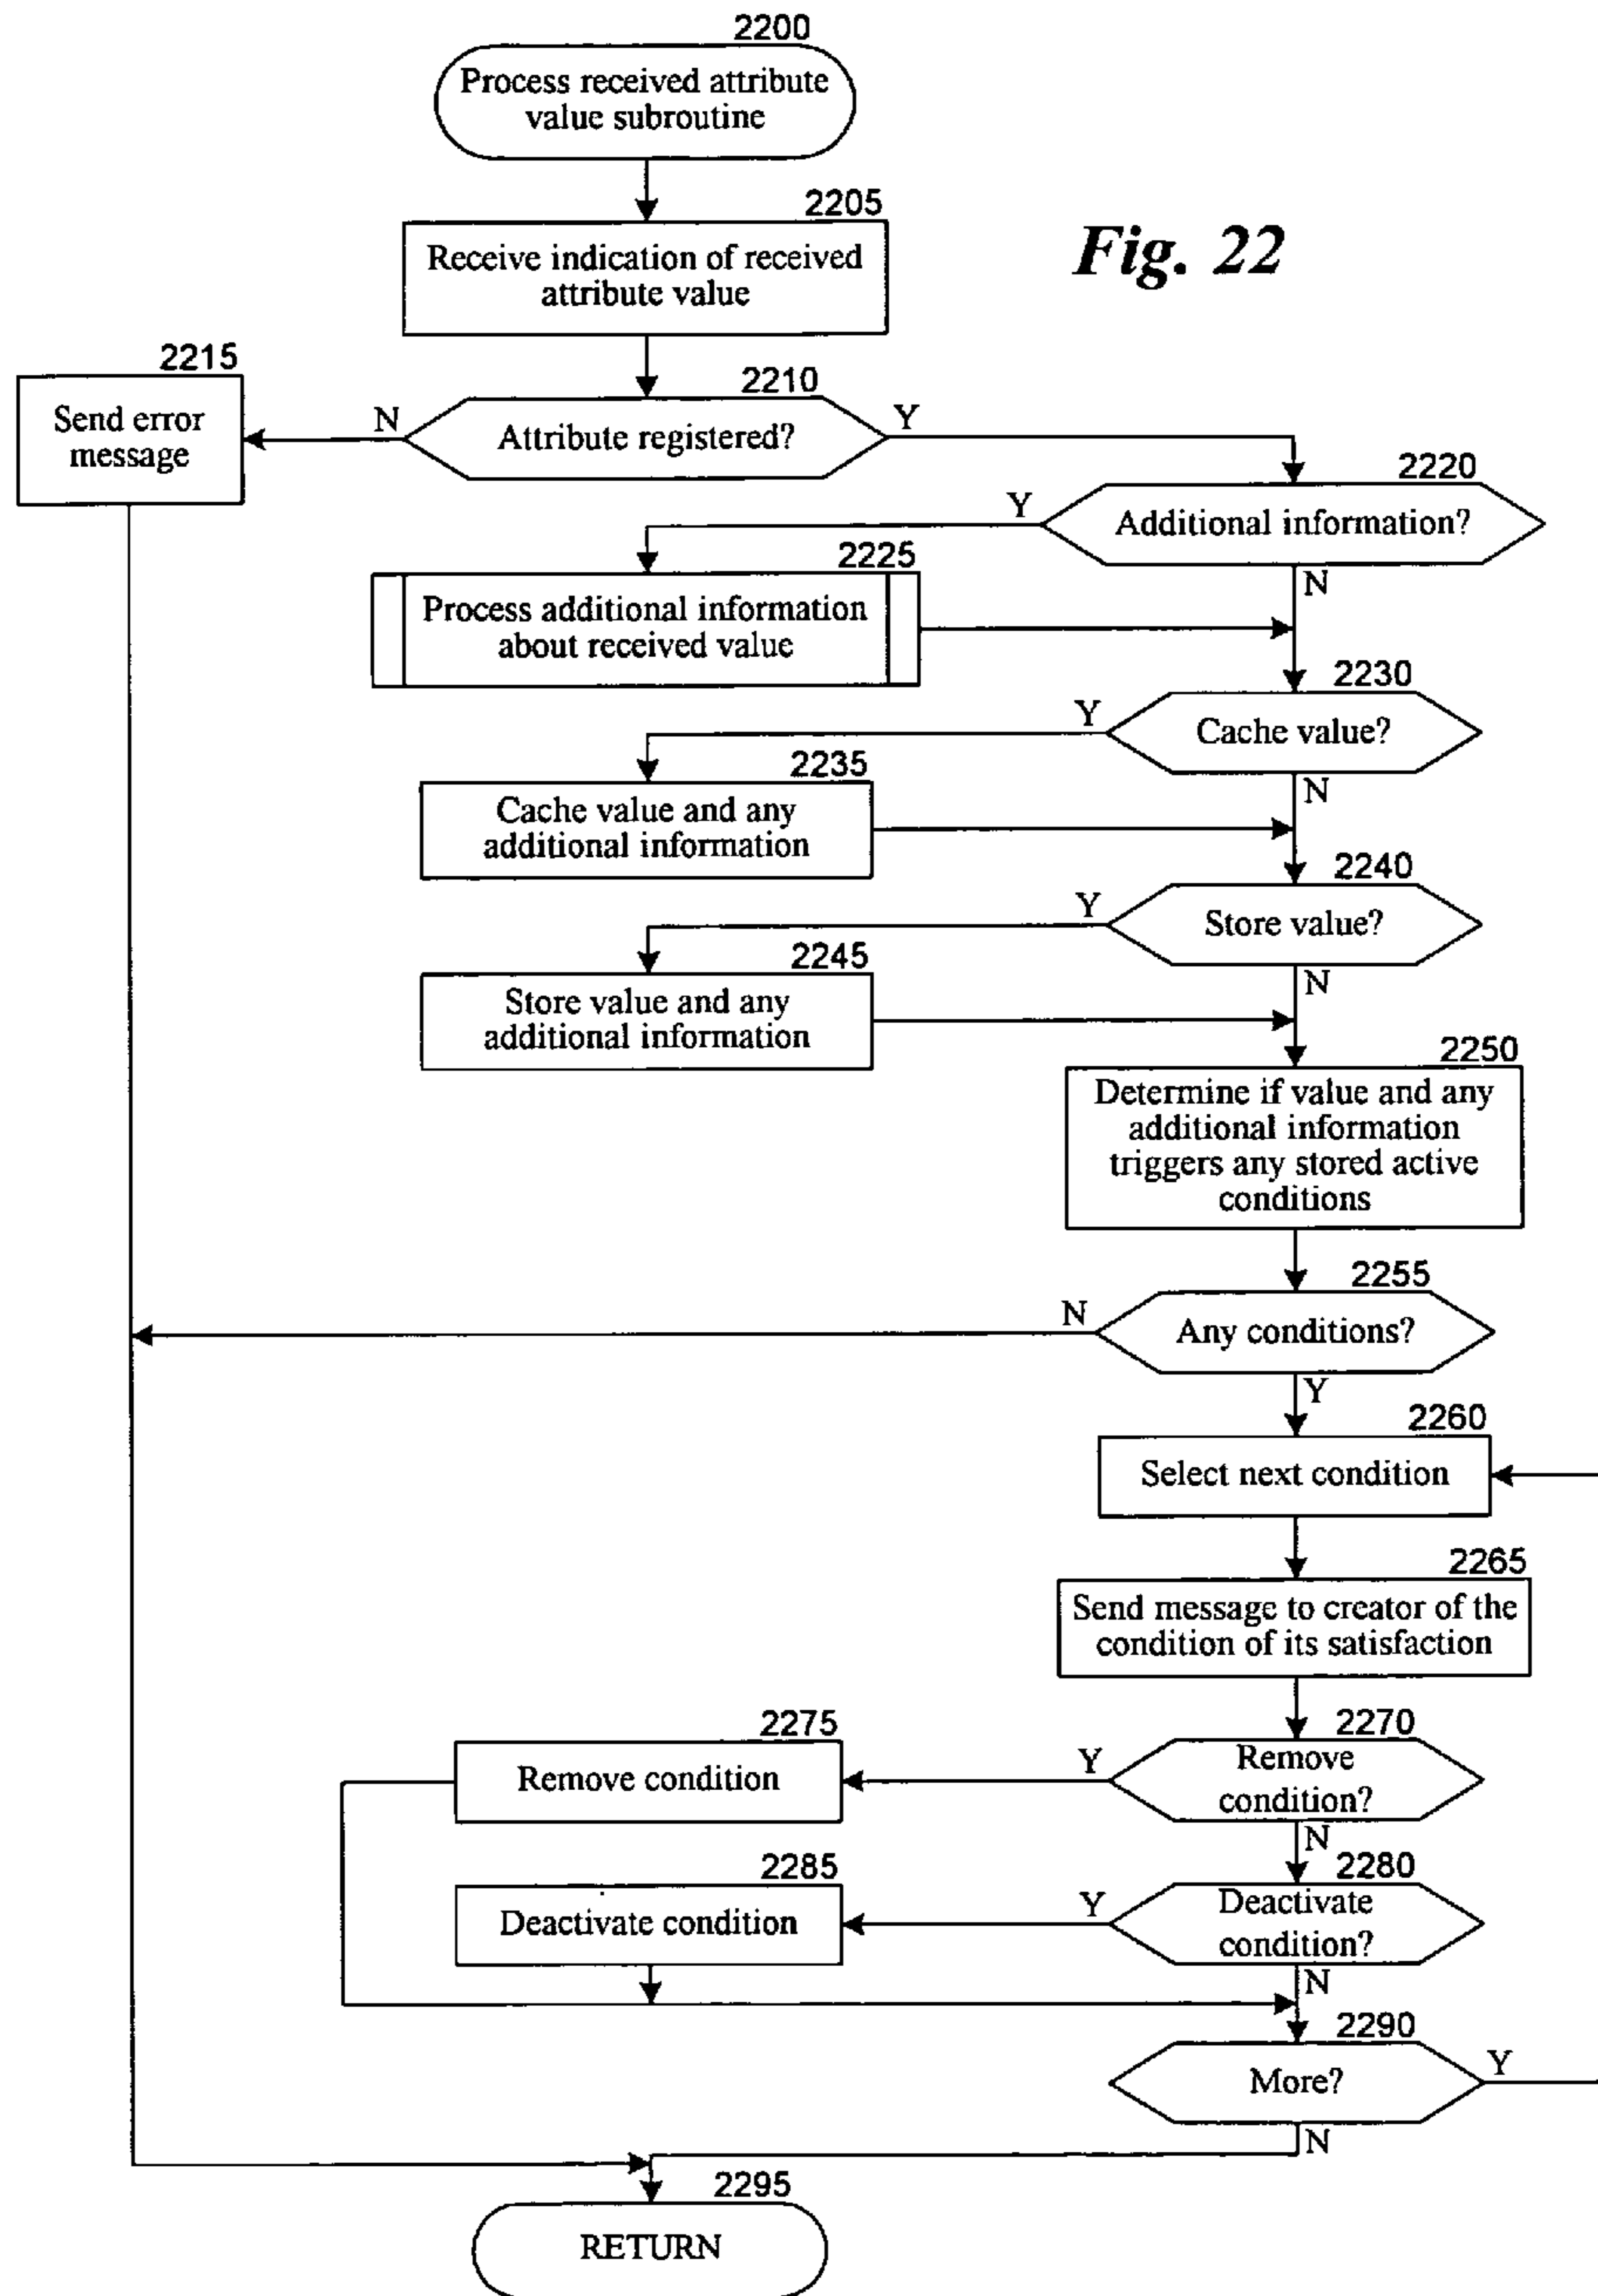 2200
Process received attribute
value subroutine
2205
Receive indication of received
attribute value
Fig. 22
2215
Send error
message
N
2210
Attribute registered?
Y
2220
Y
Additional information?
N
2225
Process additional information
about received value
2230
Y
Cache value?
N
2235
Cache value and any
additional information
2240
Y
Store value?
N
2245
Store value and any
additional information
2250
Determine if value and any
additional information
triggers any stored active
conditions
2255
N
Any conditions?
Y
2260
Select next condition
2265
Send message to creator of the
condition of its satisfaction
2270
Y
Remove
condition?
N
2275
Remove condition
2280
Y
Deactivate
condition?
N
2285
Deactivate condition
2290
More?
Y
N
2295
RETURN